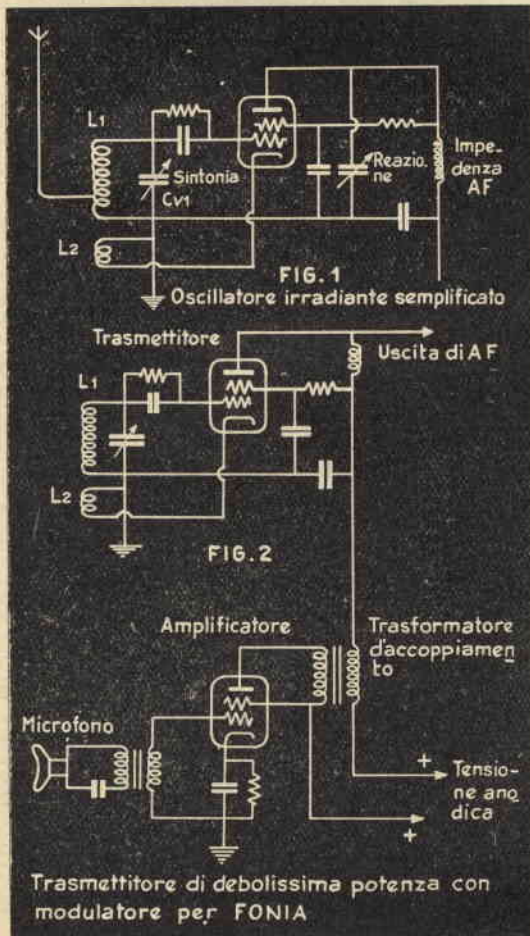 L1
Sintonia
CV1
Reazio.
ne
Impe-
denza
AF
L2
FIG. 1
Oscillatore irradiante semplificato
Trasmettitore
Uscita di AF
L1
L2
FIG. 2
Amplificatore
Trasformatore
d'accoppiamen
to
Microfono
+
Tensio
ne ano
dica
+
Trasmettitore di debolissima potenza con
modulatore per FONIA